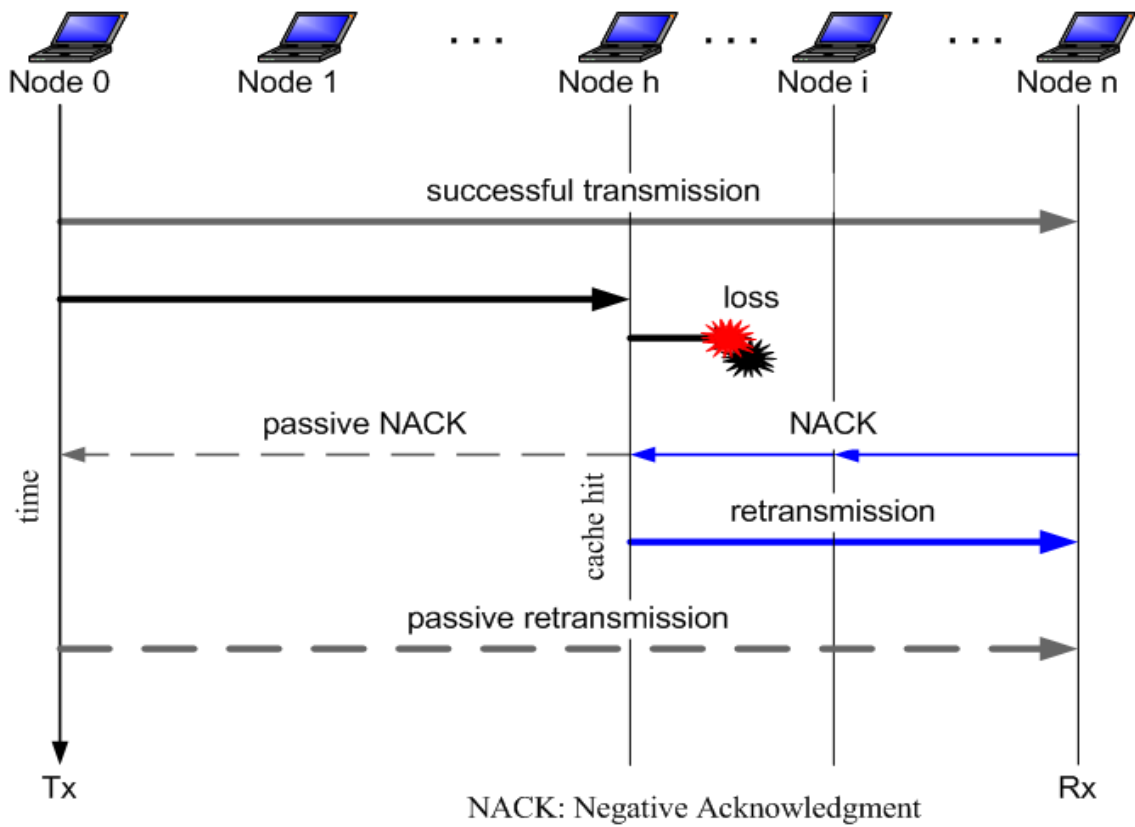 . . .
. . .
. . .
Node 0
Node 1
Node h
Node i
Node n
successful transmission
loss
passive NACK
NACK
time
cache hit
retransmission
passive retransmission
Tx
Rx
NACK: Negative Acknowledgment